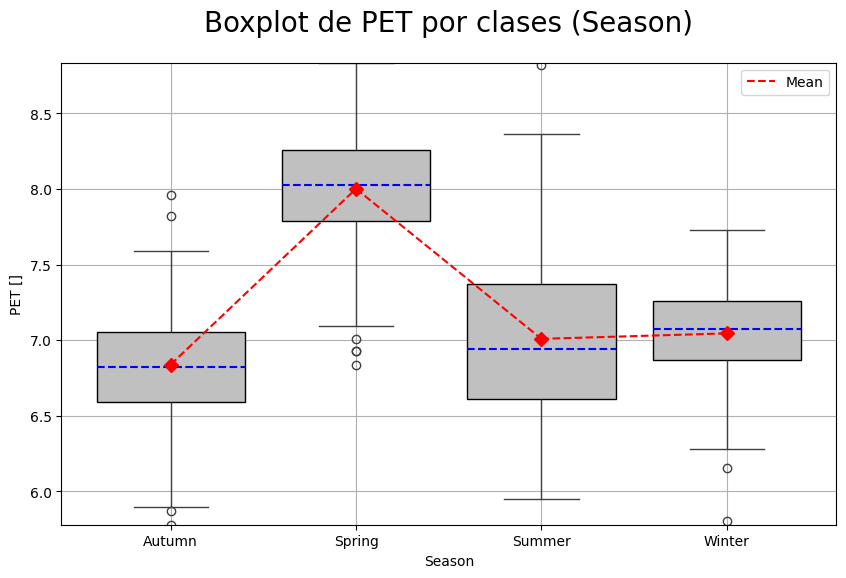 Boxplot de PET por clases (Season)
Mean
8.5
8.0
7.5
7.0
6.5
6.0
PET []
Autumn
Spring
Summer
Winter
Season